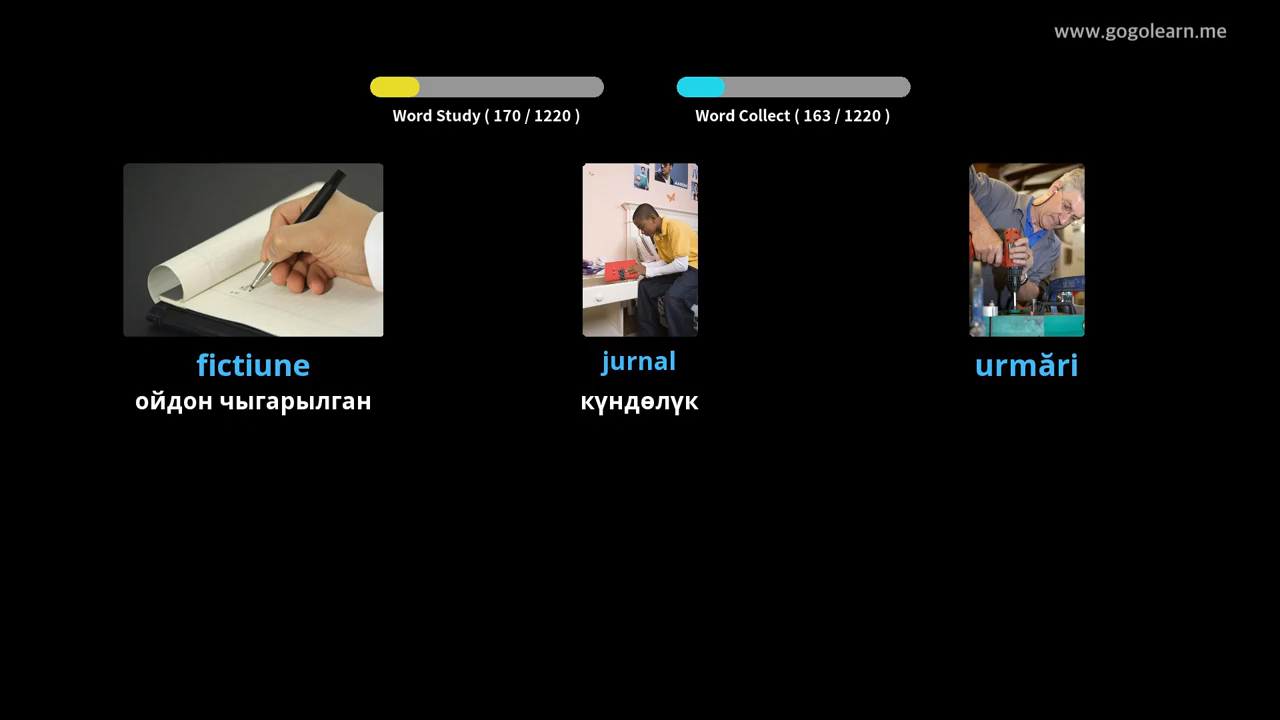 www.gogolearn.me
Word Study ( 170 / 1220 )
Word Collect ( 163 / 1220 )
fictiune
ойдон чыгарылган
jurnal
күндөлүк
urmări